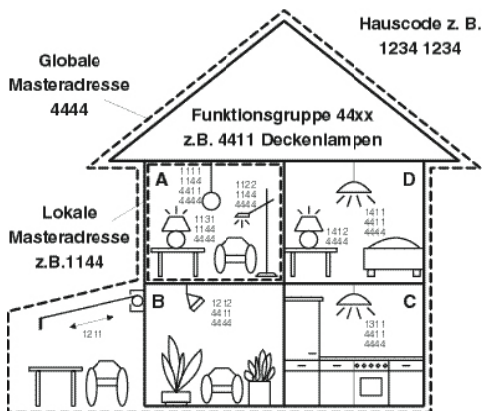 Hauscode z. B.
1234 1234
Globale
Masteradresse
4444
Funktionsgruppe 44xx
z.B. 4411 Deckenlampen
A
1111
1144
4411
4444
1122
1144
4444
1131
1144
4444
D
1411
4411
4444
1412
4444
Lokale
Masteradresse
z.B.1144
1211
B
1212
4411
4444
C
1311
4411
4444